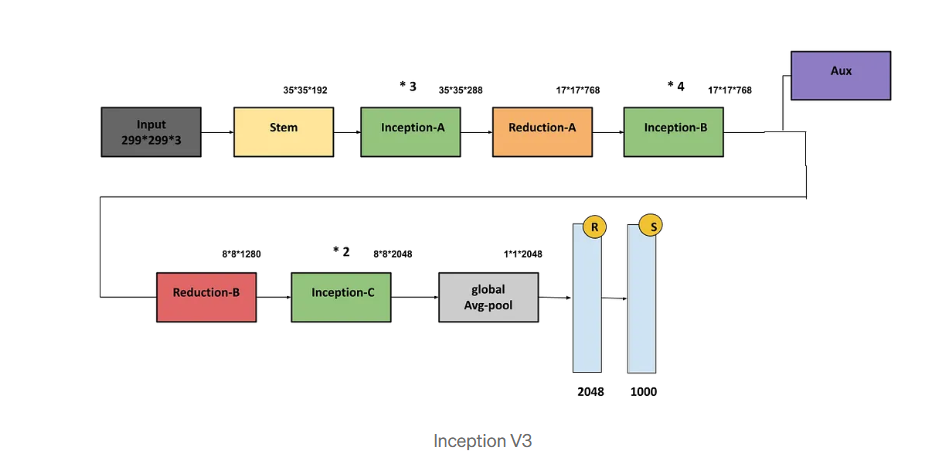 Aux
35*35*192
* 3
35*35*288
17*17*768
* 4
17*17*768
Input
299*299*3
Stem
Inception-A
Reduction-A
Inception-B
R
S
8*8*1280
* 2
8*8*2048
1*1*2048
Reduction-B
Inception-C
global
Avg-pool
2048
1000
Inception V3